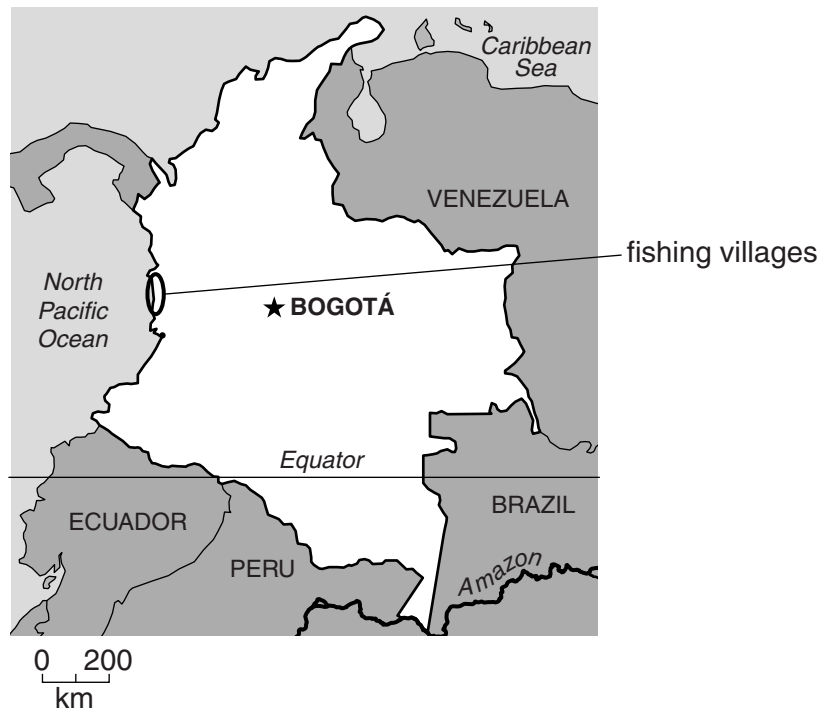 Caribbean
Sea
VENEZUELA
fishing villages
North
Pacific
Ocean
★ BOGOTÁ
Equator
ECUADOR
BRAZIL
PERU
Amazon
0 200
km